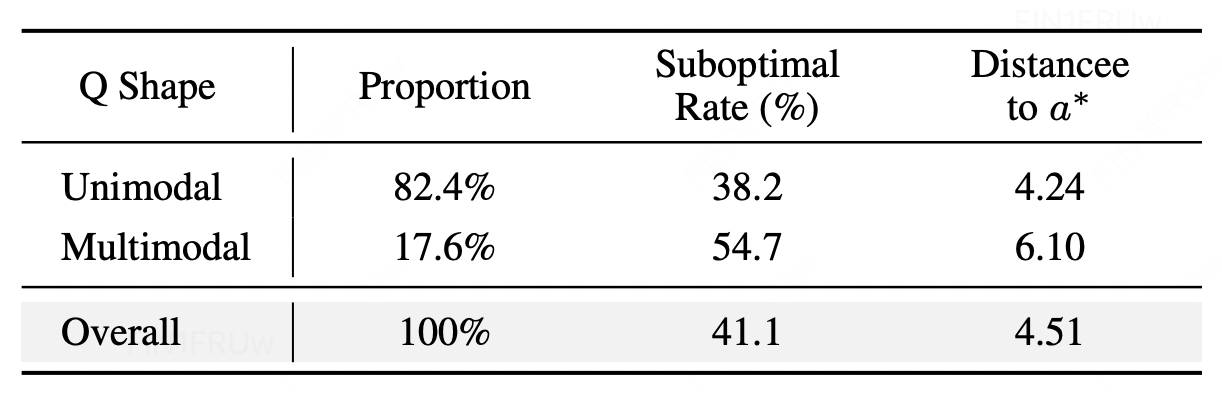 Q Shape Proportion Suboptimal Rate (%) Distancee to a*
Unimodal 82.4% 38.2 4.24
Multimodal 17.6% 54.7 6.10
Overall 100% 41.1 4.51